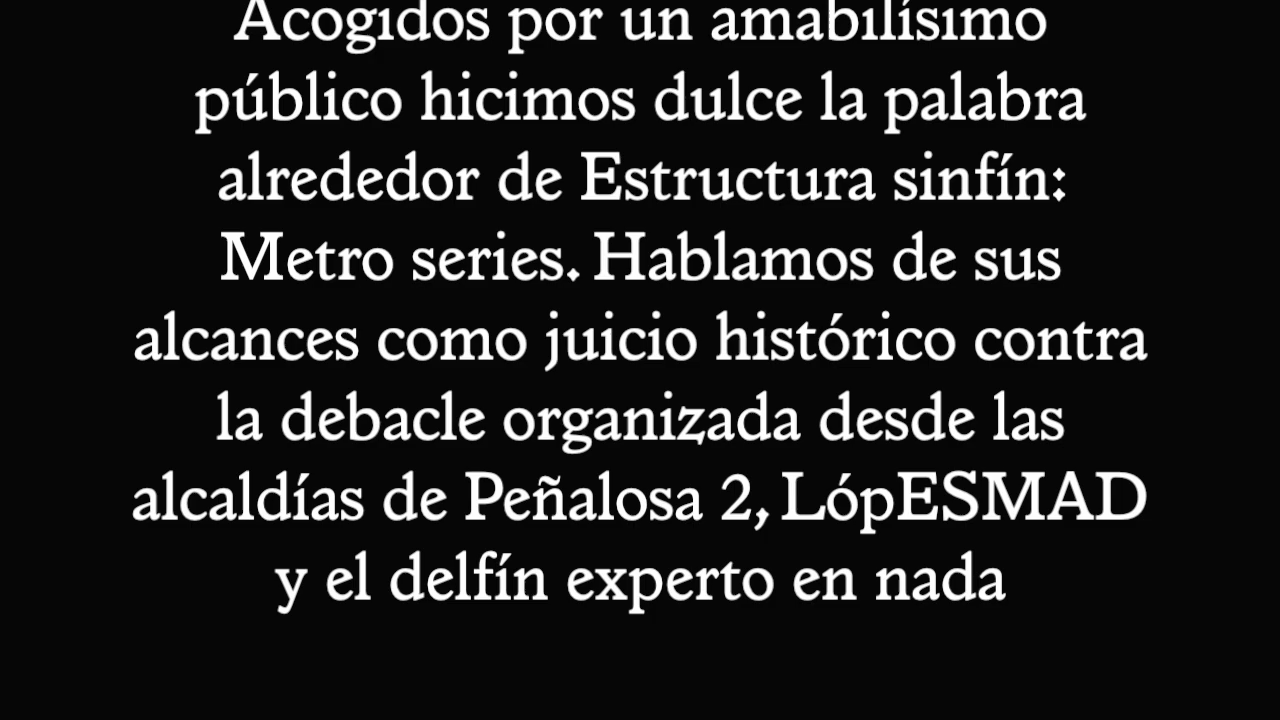 Acogidos por un amabilísimo
público hicimos dulce la palabra
alrededor de Estructura sinfín:
Metro series. Hablamos de sus
alcances como juicio histórico contra
la debacle organizada desde las
alcaldías de Peñalosa 2, LópESMAD
y el delfín experto en nada